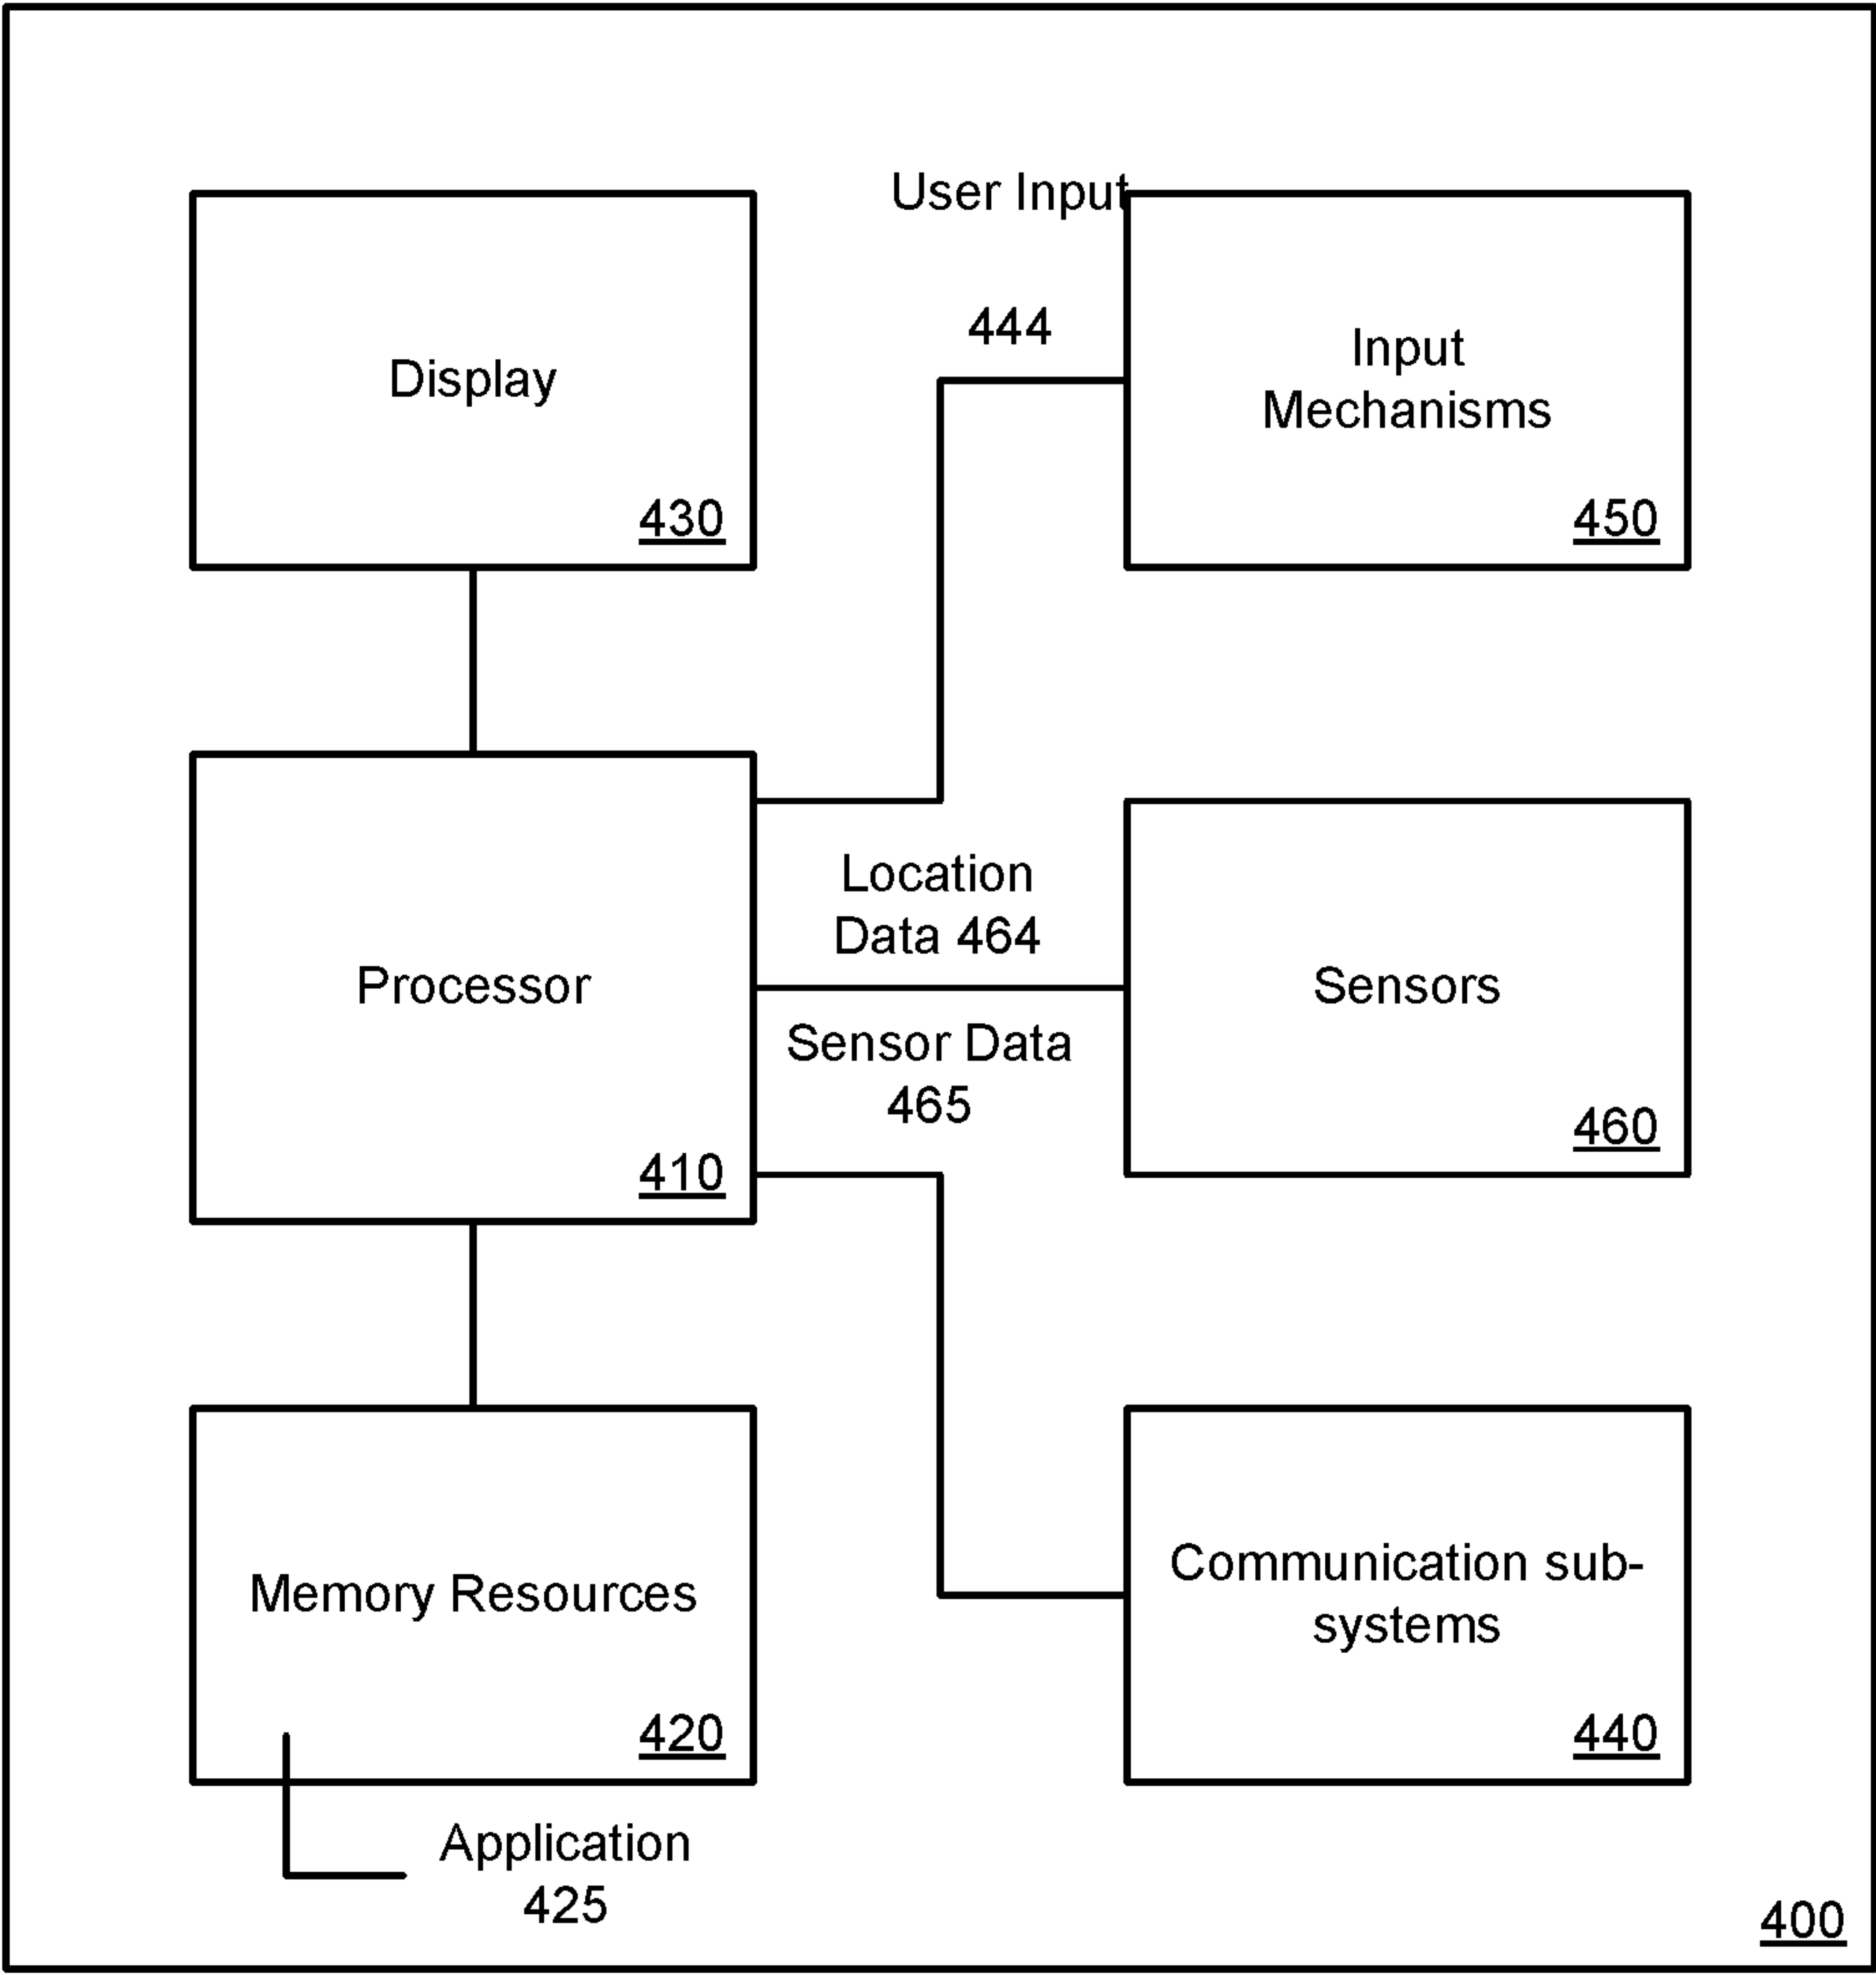 User Input
444
Display
430
Input
Mechanisms
450
Location
Data 464
Processor
410
Sensor Data
465
Sensors
460
Memory Resources
420
Communication sub-
systems
440
Application
425
400